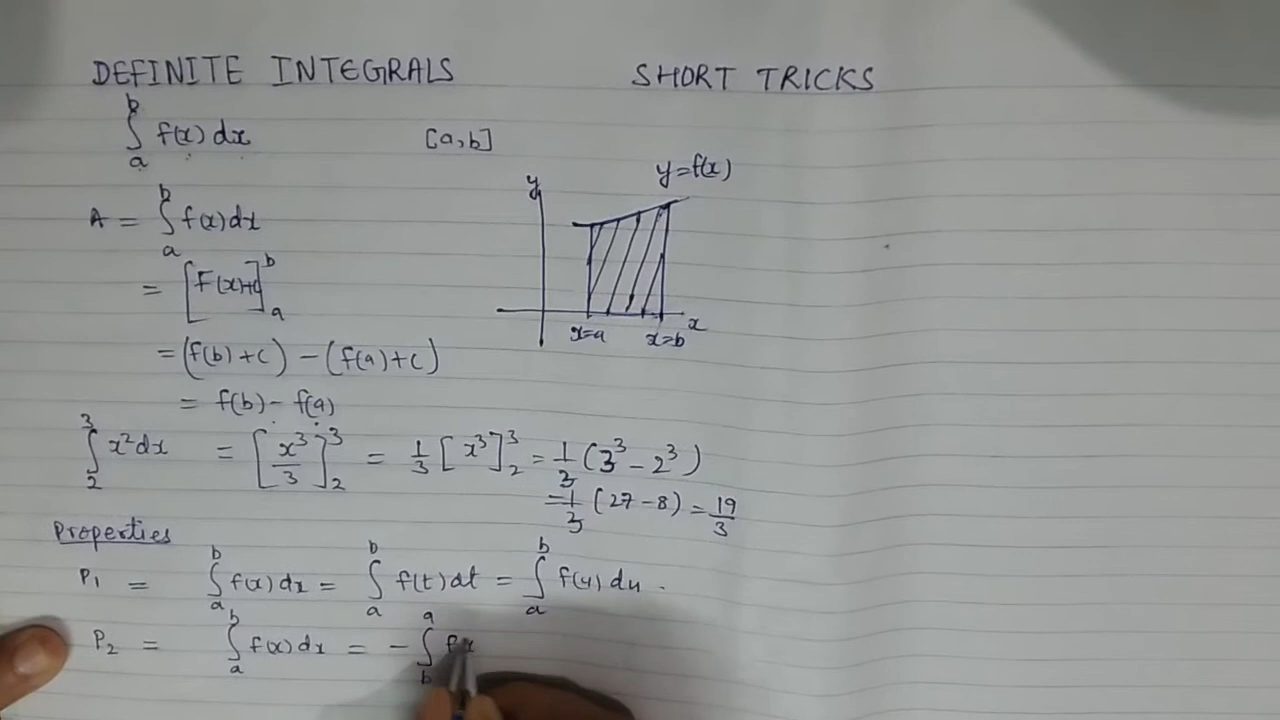 DEFINITE INTEGRALS SHORT TRICKS
∫_a^b f(x) dx [a,b]
y = f(x)
y
A = ∫_a^b f(x) dx
= [F(x)+c]_a^b
x=a x=b x
= (f(b)+c) - (f(a)+c)
= f(b) - f(a)
∫_2^3 x² dx = [x³/3]_2^3 = 1/3 [x³]_2^3 = 1/3 (3³ - 2³)
= 1/3 (27 - 8) = 19/3
Properties
P₁ = ∫_a^b f(x) dx = ∫_a^b f(t) dt = ∫_a^b f(u) du .
P₂ = ∫_a^b f(x) dx = - ∫_b^a f(x